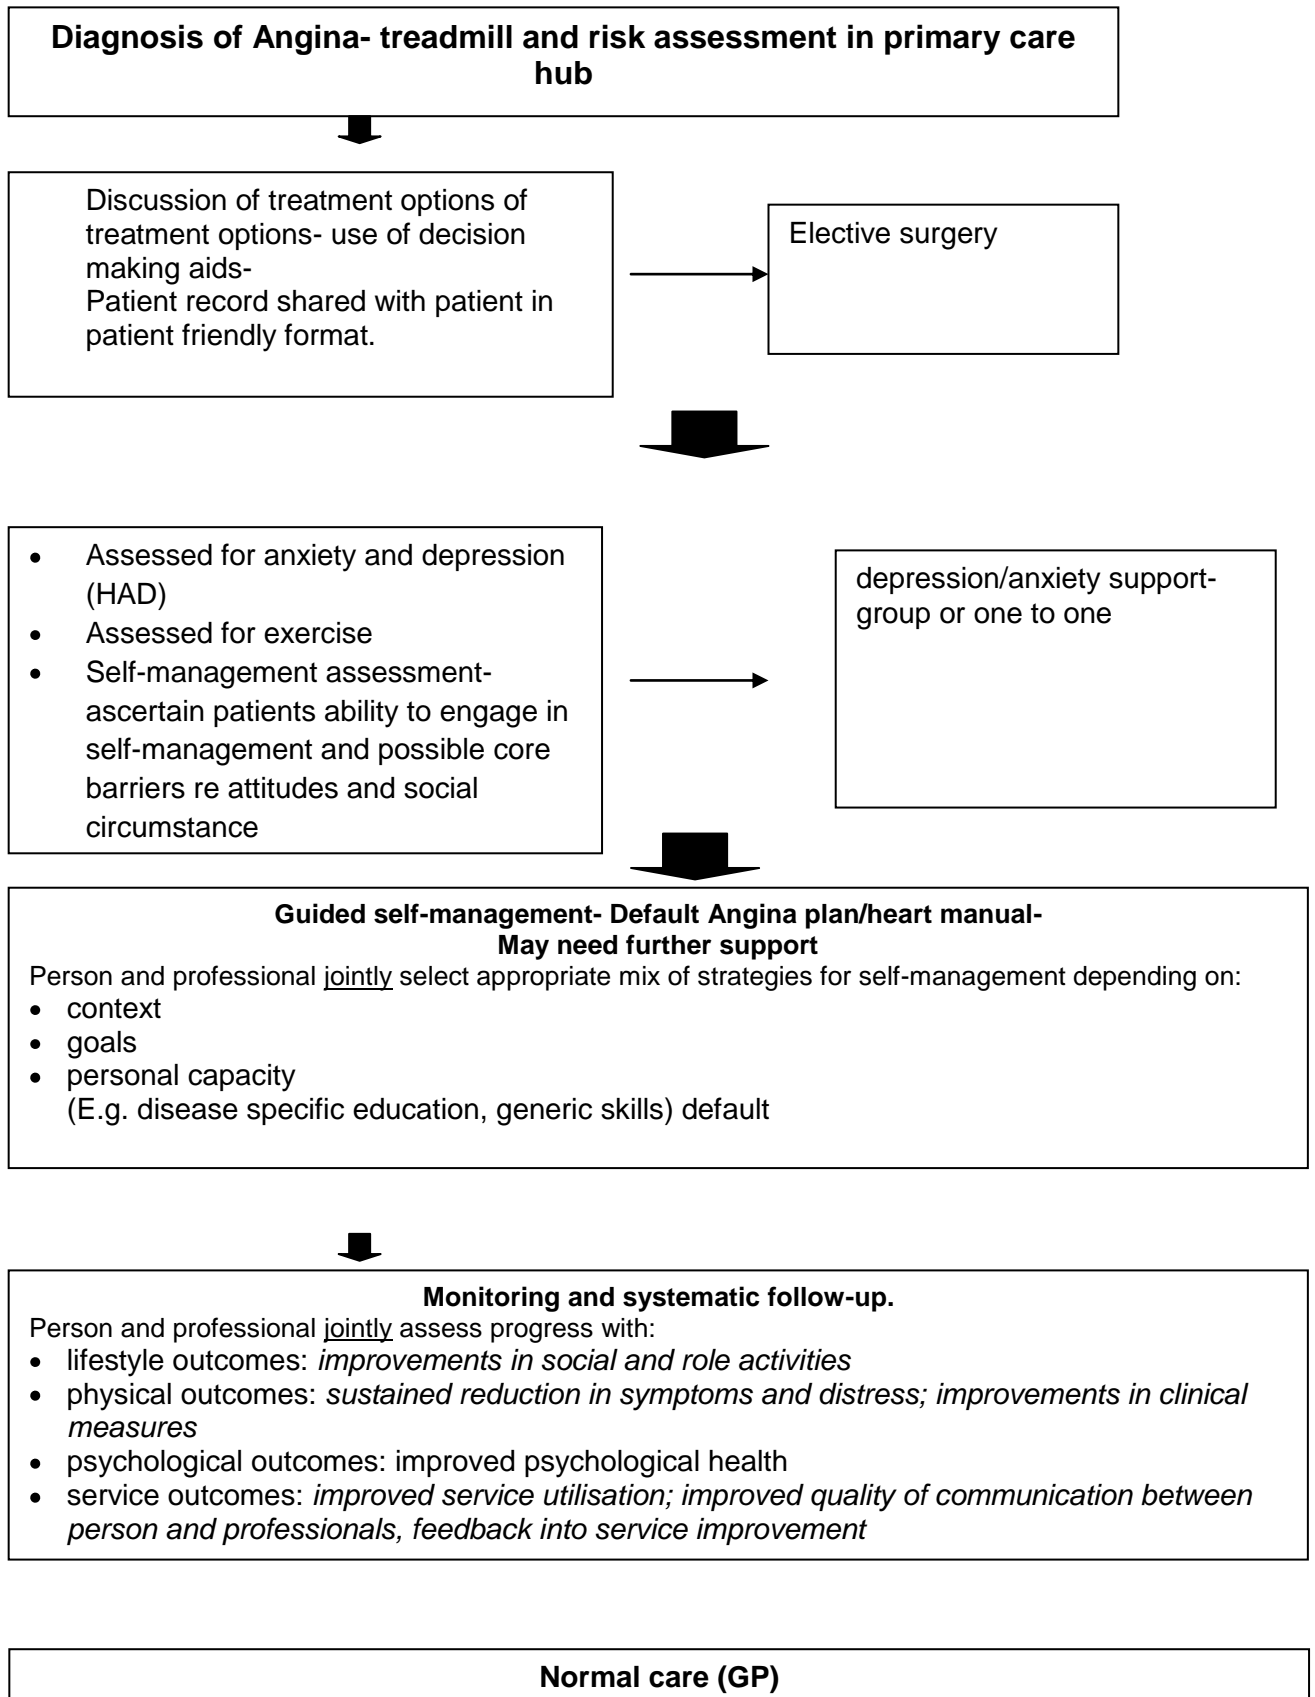 Diagnosis of Angina- treadmill and risk assessment in primary care
hub
Discussion of treatment options of
treatment options- use of decision
making aids-
Patient record shared with patient in
patient friendly format.
Elective surgery
• Assessed for anxiety and depression
(HAD)
• Assessed for exercise
• Self-management assessment-
ascertain patients ability to engage in
self-management and possible core
barriers re attitudes and social
circumstance
depression/anxiety support-
group or one to one
Guided self-management- Default Angina plan/heart manual-
May need further support
Person and professional jointly select appropriate mix of strategies for self-management depending on:
• context
• goals
• personal capacity
(E.g. disease specific education, generic skills) default
Monitoring and systematic follow-up.
Person and professional jointly assess progress with:
• lifestyle outcomes: improvements in social and role activities
• physical outcomes: sustained reduction in symptoms and distress; improvements in clinical
measures
• psychological outcomes: improved psychological health
• service outcomes: improved service utilisation; improved quality of communication between
person and professionals, feedback into service improvement
Normal care (GP)